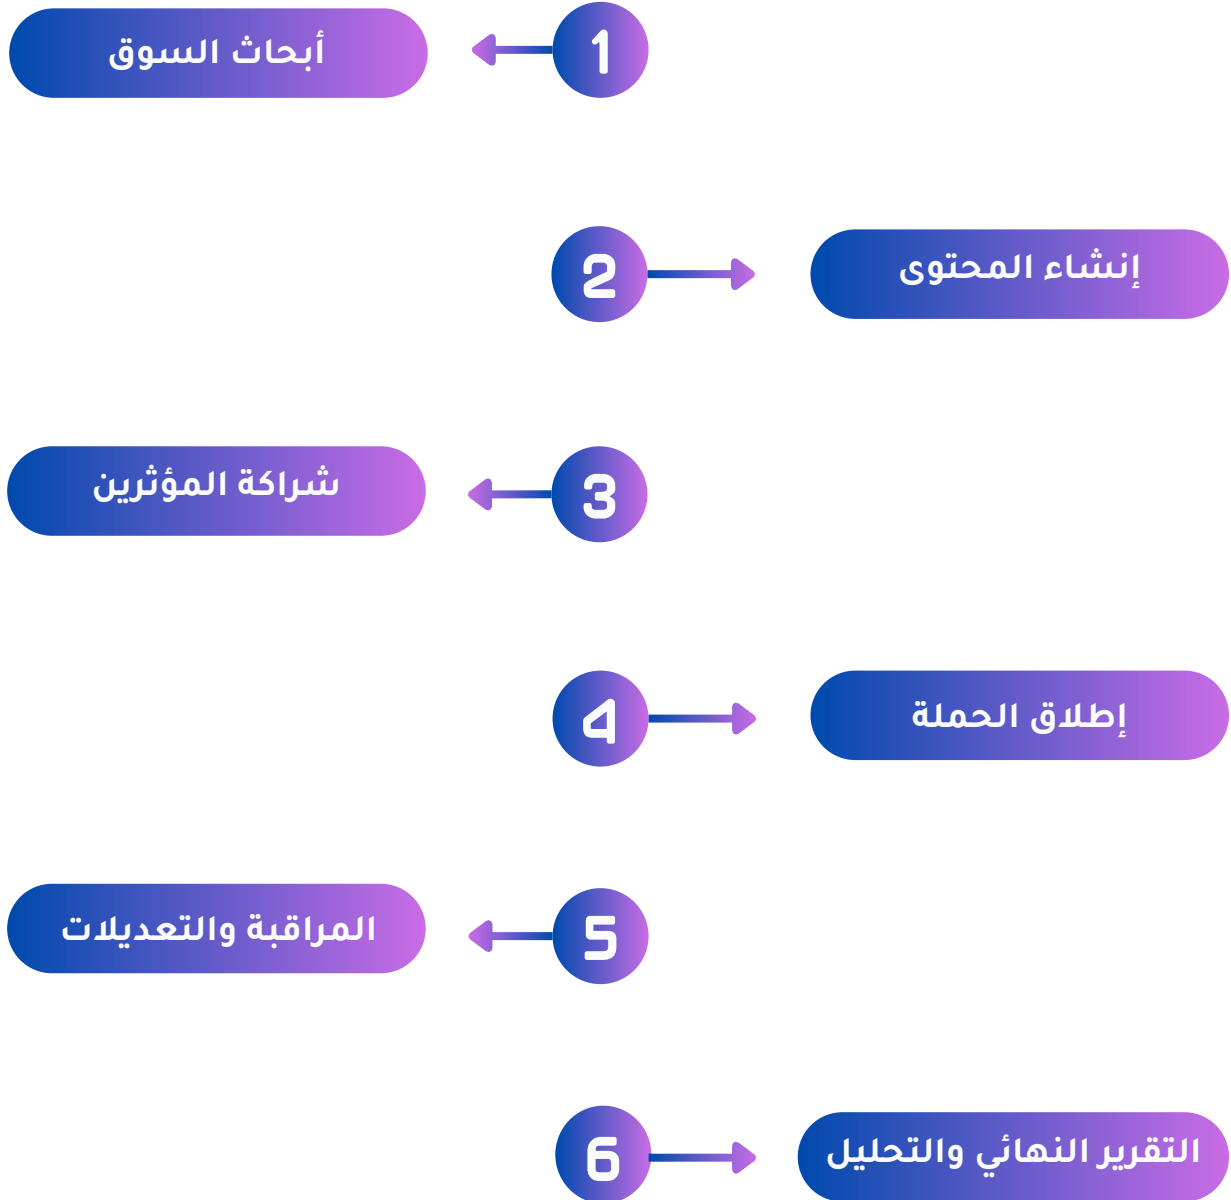 1
أبحاث السوق
2
إنشاء المحتوى
3
شراكة المؤثرين
4
إطلاق الحملة
5
المراقبة والتعديلات
6
التقرير النهائي والتحليل